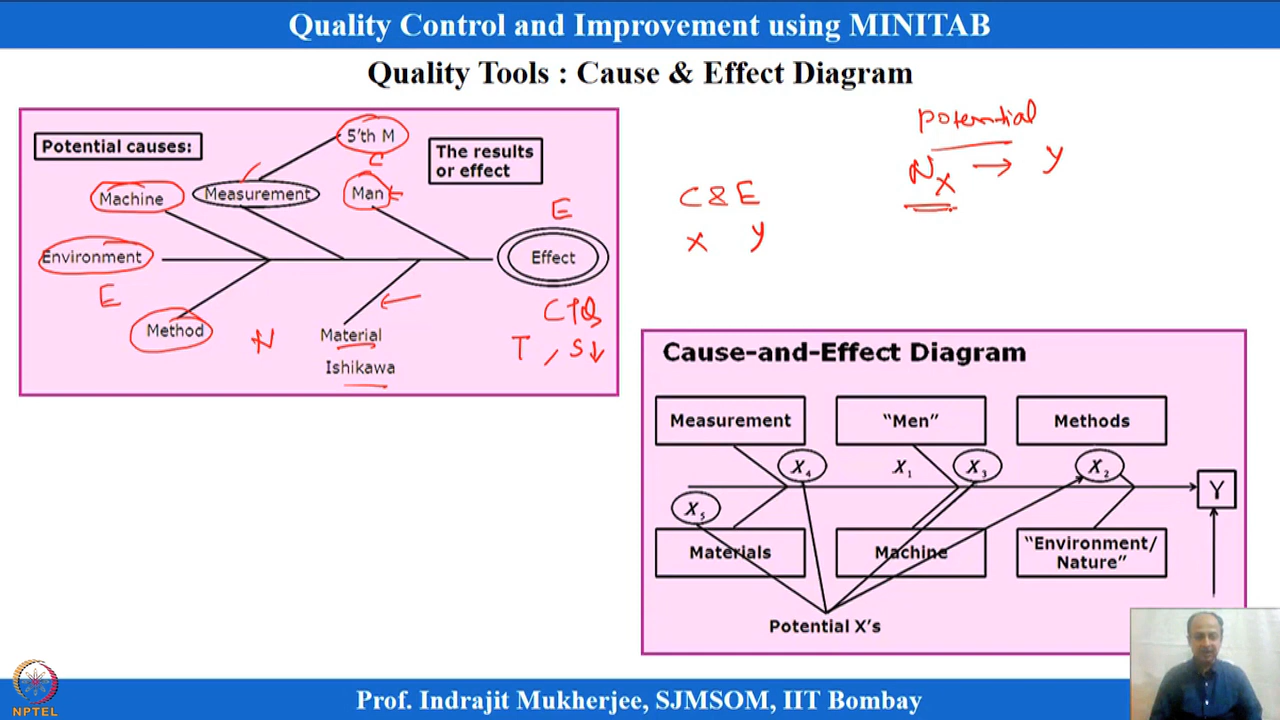 Quality Control and Improvement using MINITAB
Quality Tools : Cause & Effect Diagram
Potential causes:
5'th M
The results
or effect
Machine
Measurement
Man
Environment
Effect
Method
Material
Ishikawa
E
C
E
N
CTQs
T , S↓
potential
N x → y
C & E
x y
Cause-and-Effect Diagram
Measurement
"Men"
Methods
X4
X1
X3
X2
X5
Y
Materials
Machine
"Environment/
Nature"
Potential X's
NPTEL
Prof. Indrajit Mukherjee, SJMSOM, IIT Bombay